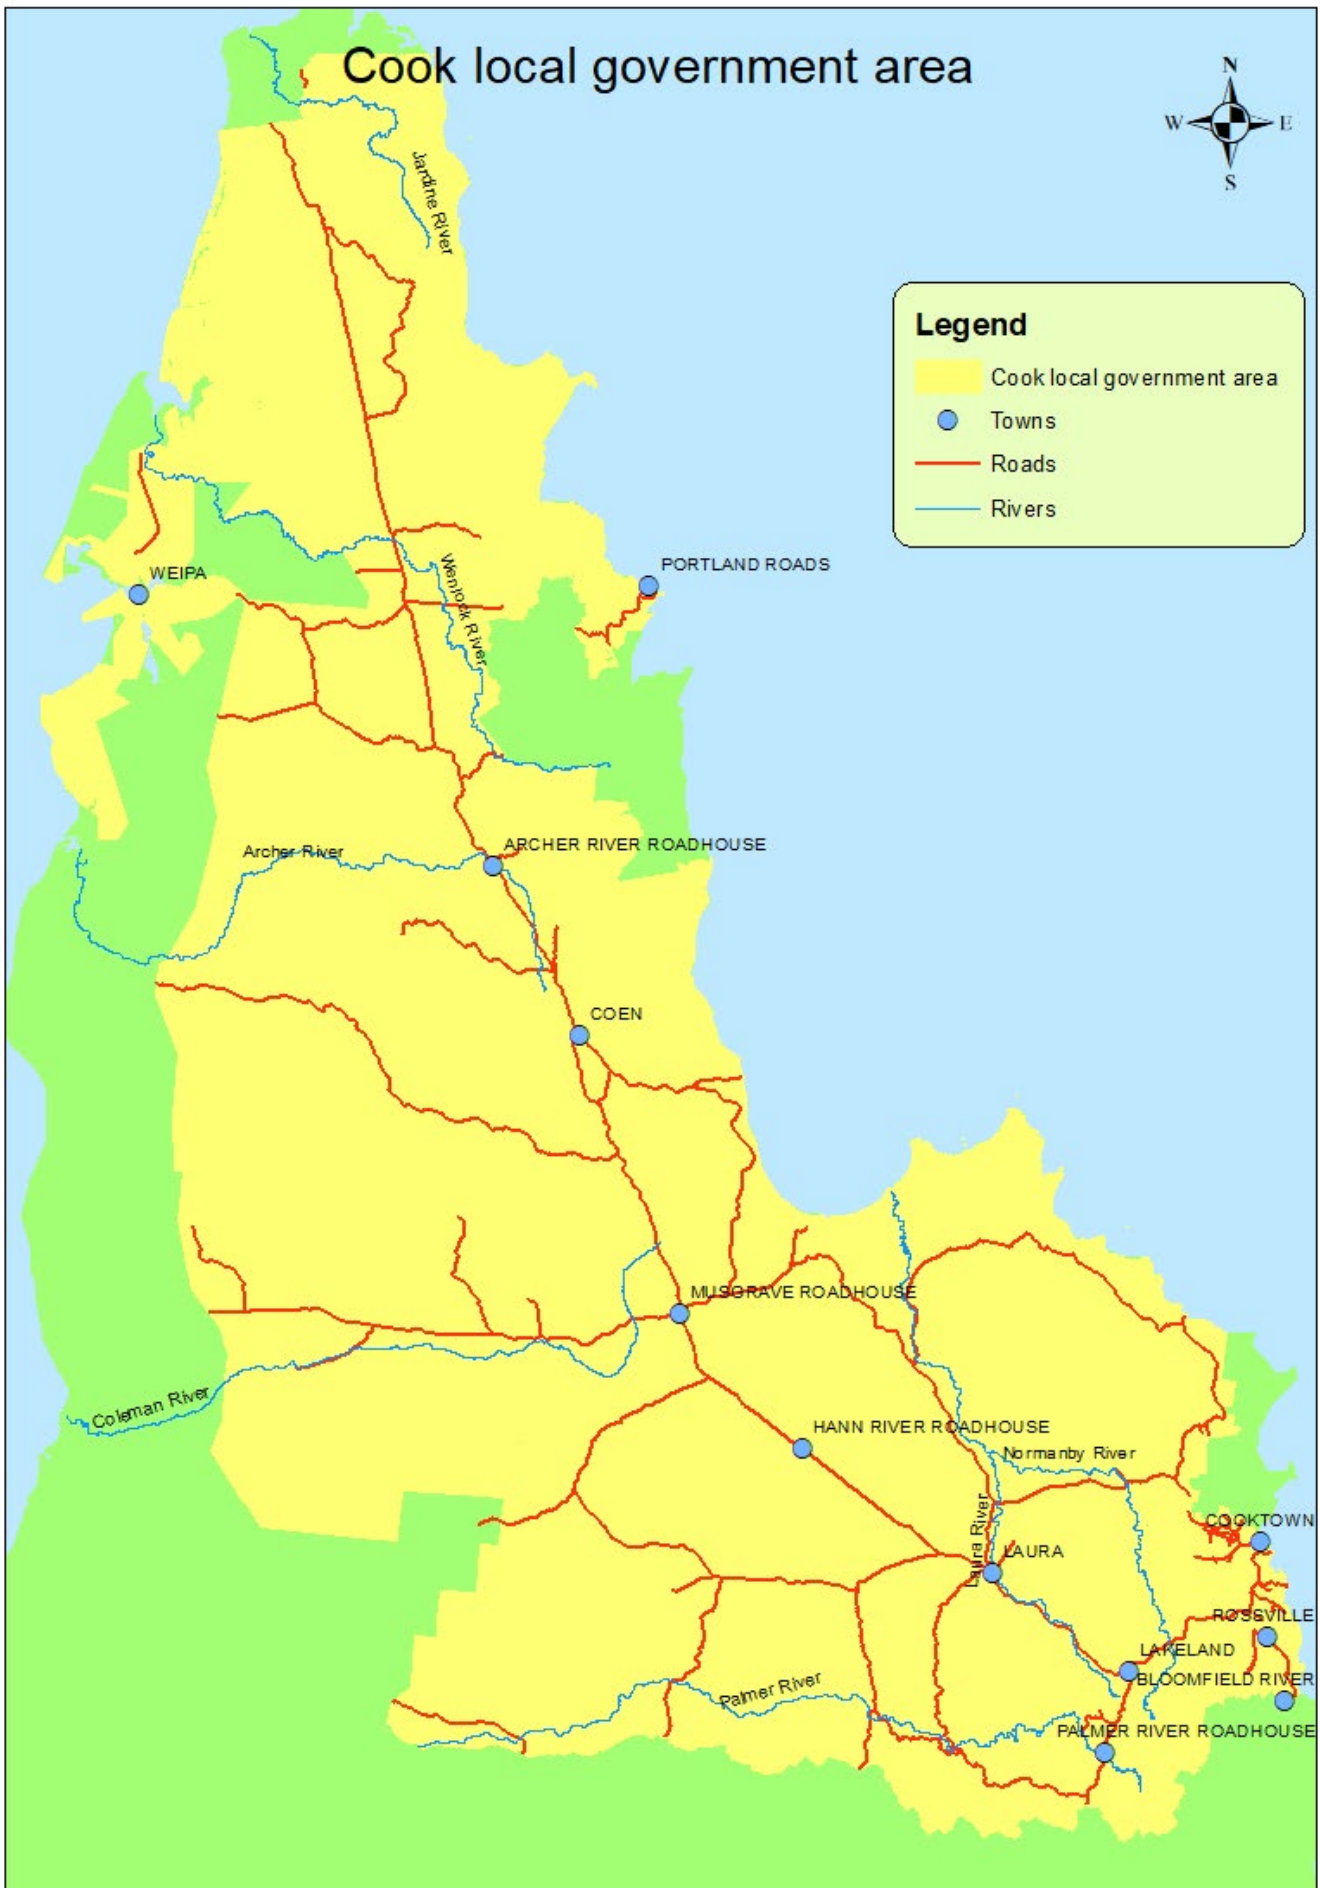 Cook local government area
N
W
E
S
Jardine River
Legend
Cook local government area
Towns
Roads
Rivers
PORTLAND ROADS
WEIPA
Wenlock River
ARCHER RIVER ROADHOUSE
Archer River
COEN
MUSGRAVE ROADHOUSE
Coleman River
HANN RIVER ROADHOUSE
Normanby River
Laura River
COOKTOWN
LAURA
ROSSVILLE
LAKELAND
BLOOMFIELD RIVER
Palmer River
PALMER RIVER ROADHOUSE